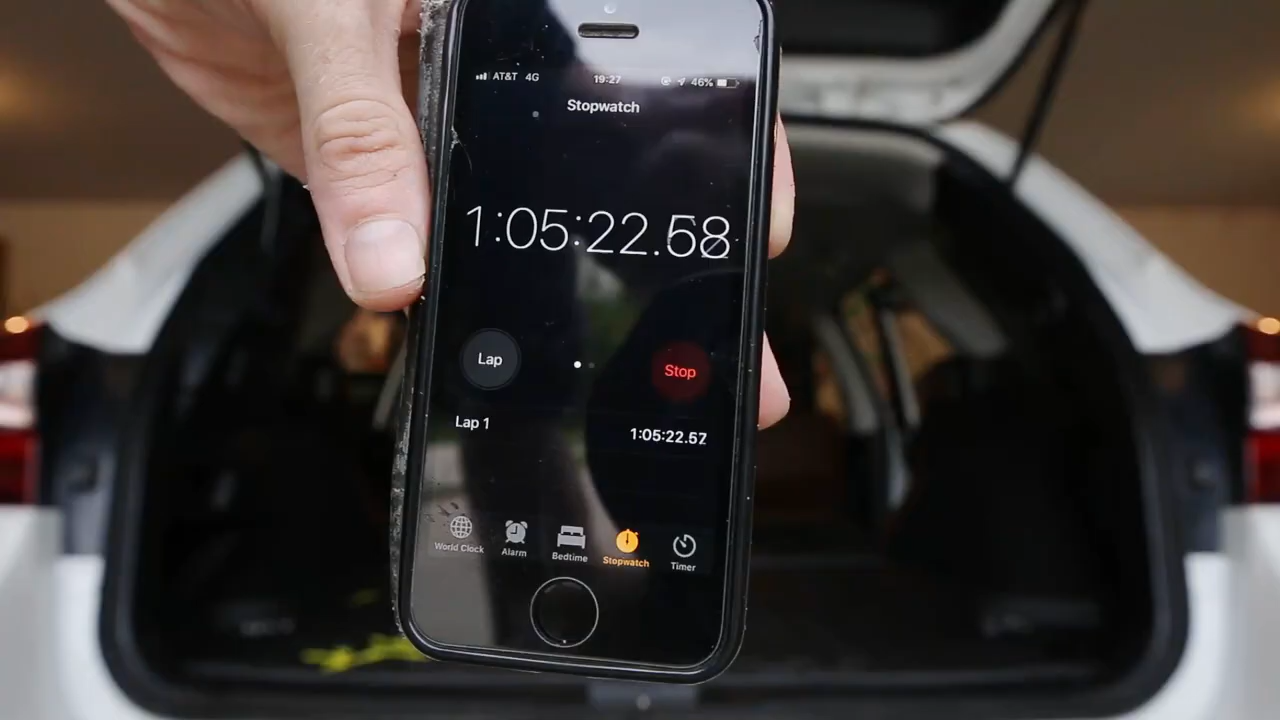 AT&T 4G 19:27 46%
Stopwatch
1:05:22.58
Lap Stop
Lap 1 1:05:22.57
World Clock Alarm Bedtime Stopwatch Timer